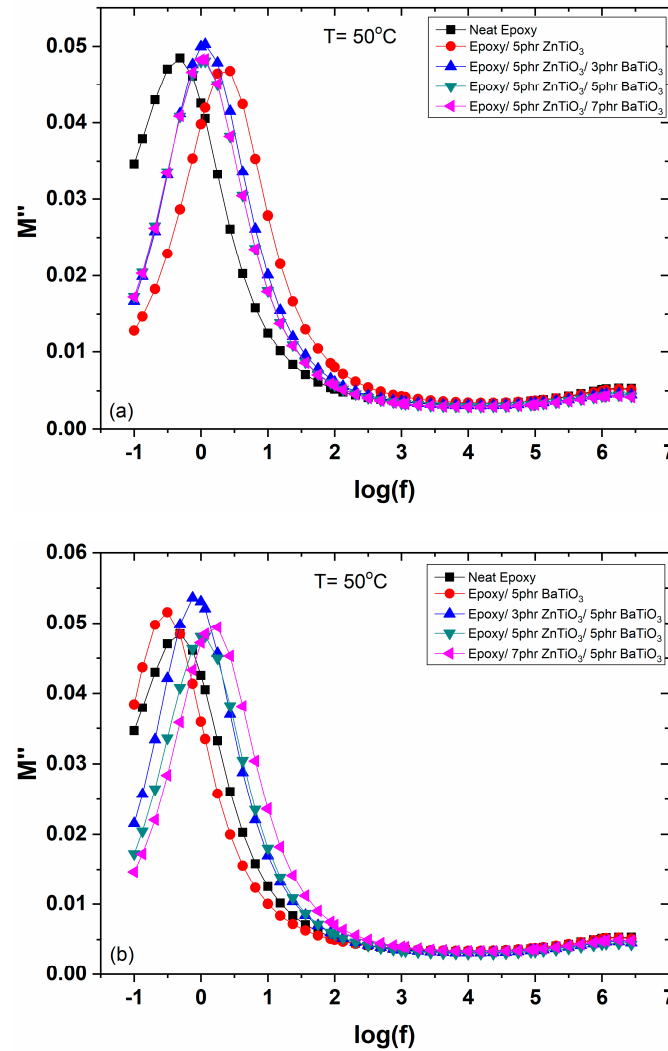 T= 50°C
Neat Epoxy
Epoxy/ 5phr ZnTiO₃
Epoxy/ 5phr ZnTiO₃/ 3phr BaTiO₃
Epoxy/ 5phr ZnTiO₃/ 5phr BaTiO₃
Epoxy/ 5phr ZnTiO₃/ 7phr BaTiO₃
0.05
0.04
0.03
0.02
0.01
0.00
M''
(a)
-1 0 1 2 3 4 5 6 7
log(f)
T= 50°C
Neat Epoxy
Epoxy/ 5phr BaTiO₃
Epoxy/ 3phr ZnTiO₃/ 5phr BaTiO₃
Epoxy/ 5phr ZnTiO₃/ 5phr BaTiO₃
Epoxy/ 7phr ZnTiO₃/ 5phr BaTiO₃
0.06
0.05
0.04
0.03
0.02
0.01
0.00
M''
(b)
-1 0 1 2 3 4 5 6 7
log(f)